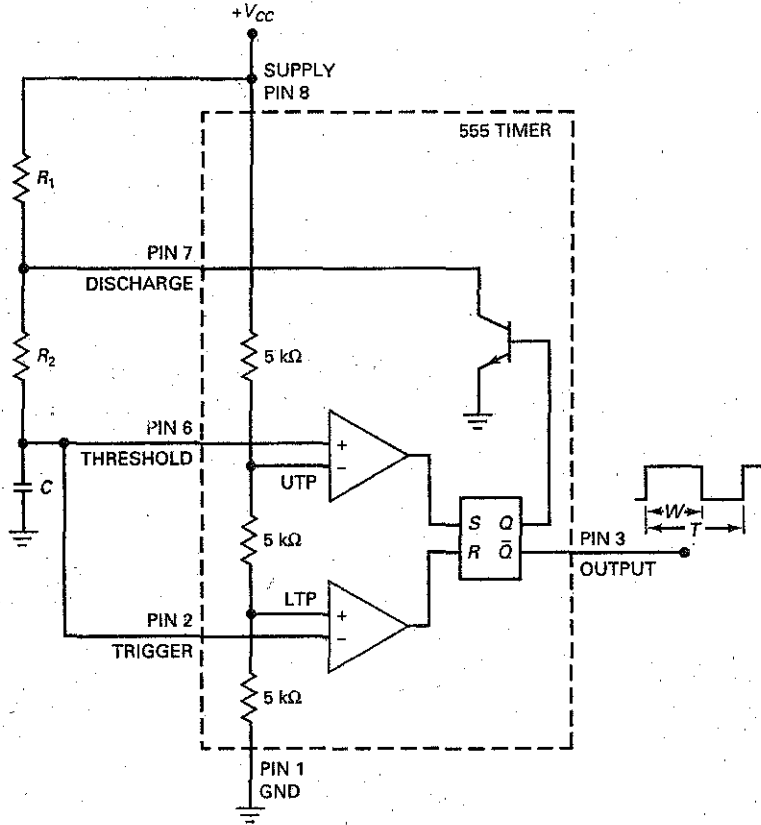 +VCC
SUPPLY
PIN 8
555 TIMER
R1
PIN 7
DISCHARGE
R2
5 kΩ
PIN 6
THRESHOLD
+
−
UTP
C
W
T
S Q
R Q̅
PIN 3
OUTPUT
5 kΩ
LTP
+
−
PIN 2
TRIGGER
5 kΩ
PIN 1
GND